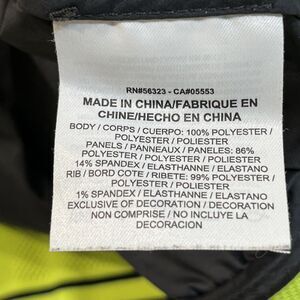 RN#56323 - CA#05553
MADE IN CHINA/FABRIQUE EN
CHINE/HECHO EN CHINA
BODY / CORPS / CUERPO: 100% POLYESTER /
POLYESTER / POLIESTER
PANELS / PANNEAUX / PANELES: 86%
POLYESTER / POLYESTER / POLIESTER
14% SPANDEX / ELASTHANNE / ELASTANO
RIB / BORD CÔTE / RIBETE: 99% POLYESTER /
POLYESTER / POLIESTER
1% SPANDEX / ELASTHANNE / ELASTANO
EXCLUSIVE OF DECORATION / DECORATION
NON COMPRISE / NO INCLUYE LA
DECORACION